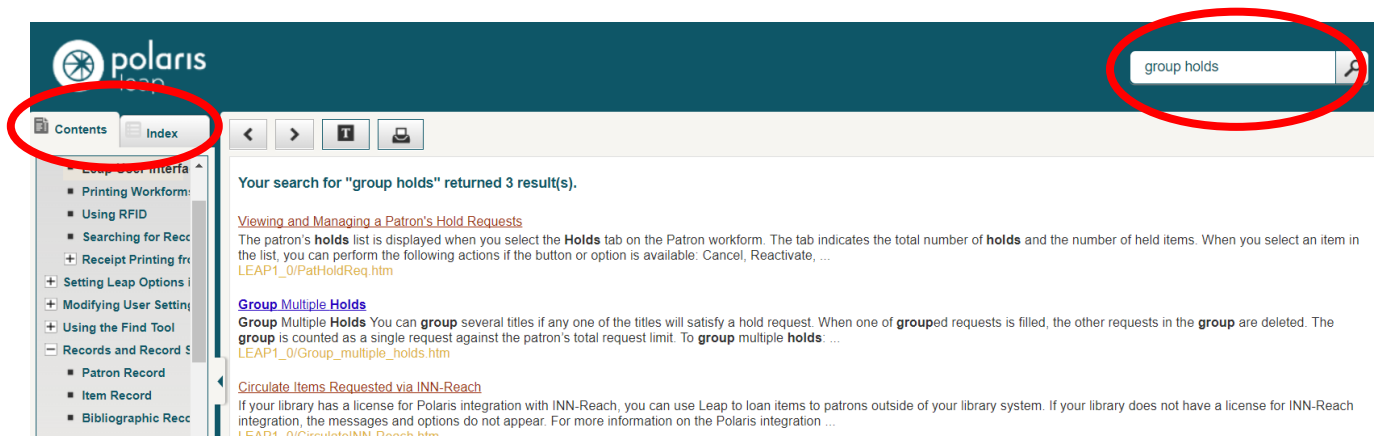 polaris
leap
group holds
Contents
Index
Leap User Interfa
Printing Workform
Using RFID
Searching for Reco
Receipt Printing fro
Setting Leap Options i
Modifying User Setting
Using the Find Tool
Records and Record S
Patron Record
Item Record
Bibliographic Reco
Your search for "group holds" returned 3 result(s).
Viewing and Managing a Patron's Hold Requests
The patron's holds list is displayed when you select the Holds tab on the Patron workform. The tab indicates the total number of holds and the number of held items. When you select an item in
the list, you can perform the following actions if the button or option is available: Cancel, Reactivate, ...
LEAP1_0/PatHoldReq.htm
Group Multiple Holds
Group Multiple Holds You can group several titles if any one of the titles will satisfy a hold request. When one of grouped requests is filled, the other requests in the group are deleted. The
group is counted as a single request against the patron's total request limit. To group multiple holds: ...
LEAP1_0/Group_multiple_holds.htm
Circulate Items Requested via INN-Reach
If your library has a license for Polaris integration with INN-Reach, you can use Leap to loan items to patrons outside of your library system. If your library does not have a license for INN-Reach
integration, the messages and options do not appear. For more information on the Polaris integration ...
LEAP1_0/CirculateINN-Reach.htm